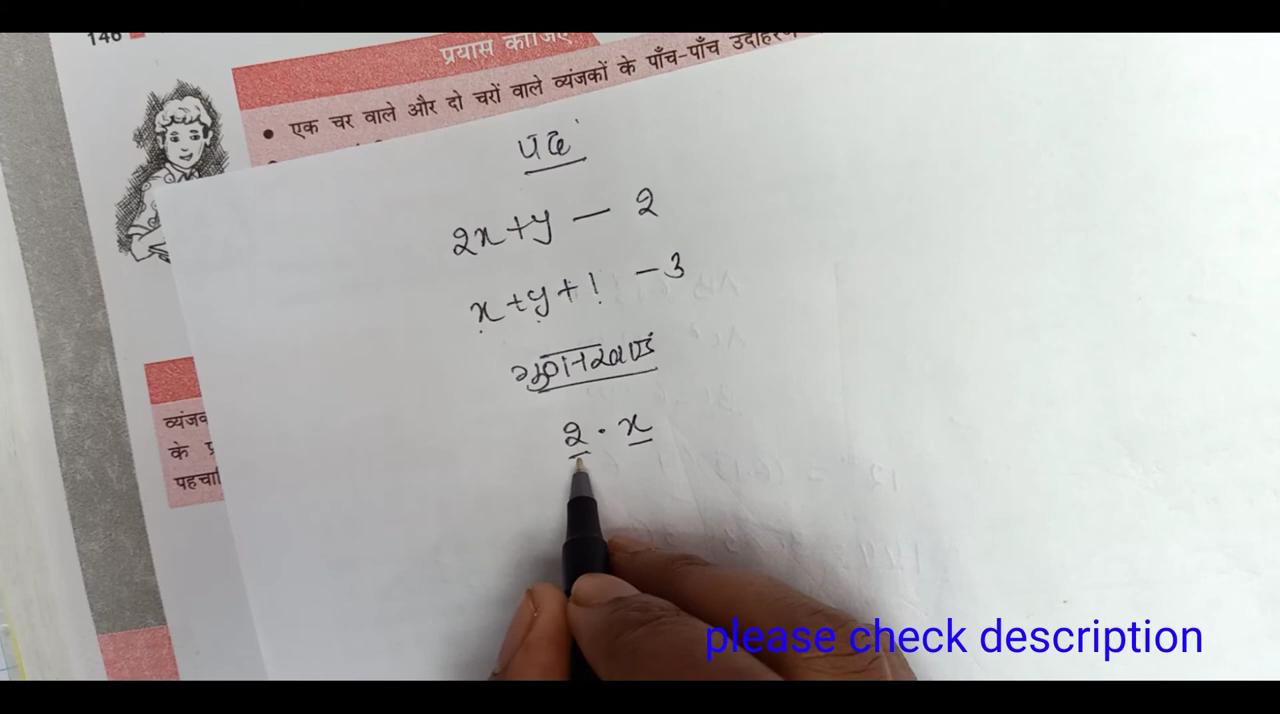 146
प्रयास कीजिए
• एक चर वाले और दो चरों वाले व्यंजकों के पाँच-पाँच उदाहरण
पद
2x+y — 2
x+y+1 — 3
गुणनखण्ड
2 · x
व्यंजक
के
पहचा
please check description